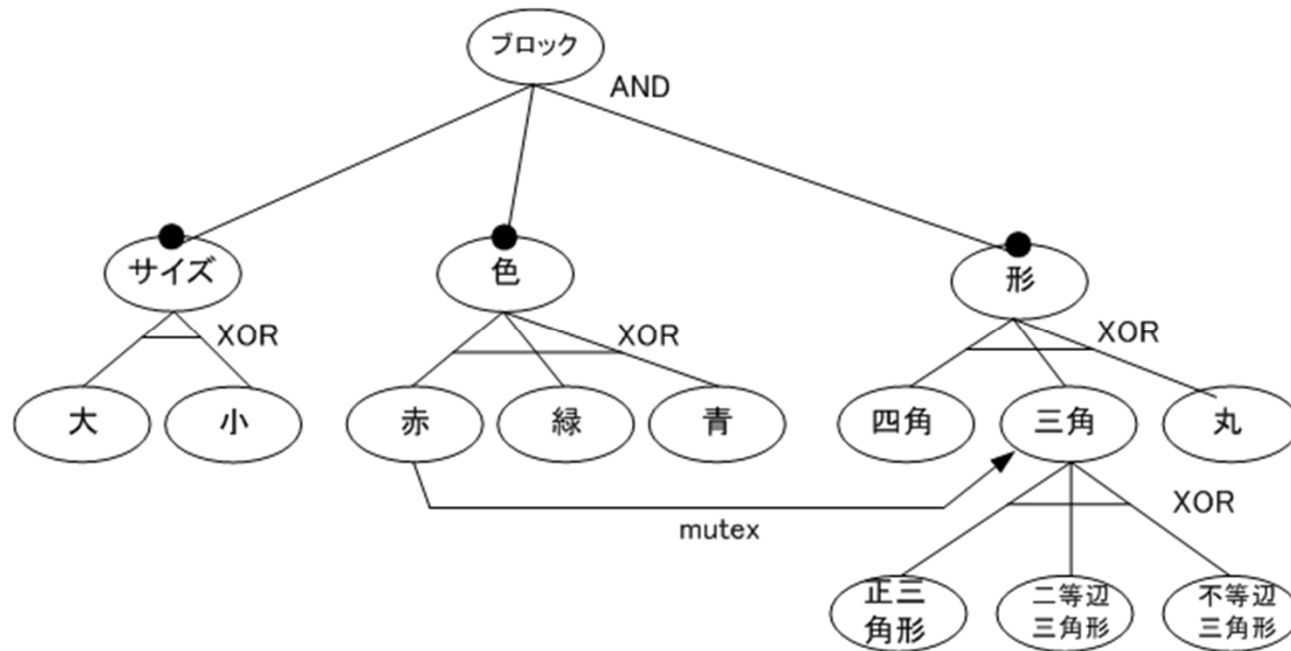 ブロック
AND
サイズ
色
形
XOR
XOR
XOR
大
小
赤
緑
青
四角
三角
丸
mutex
XOR
正三
角形
二等辺
三角形
不等辺
三角形